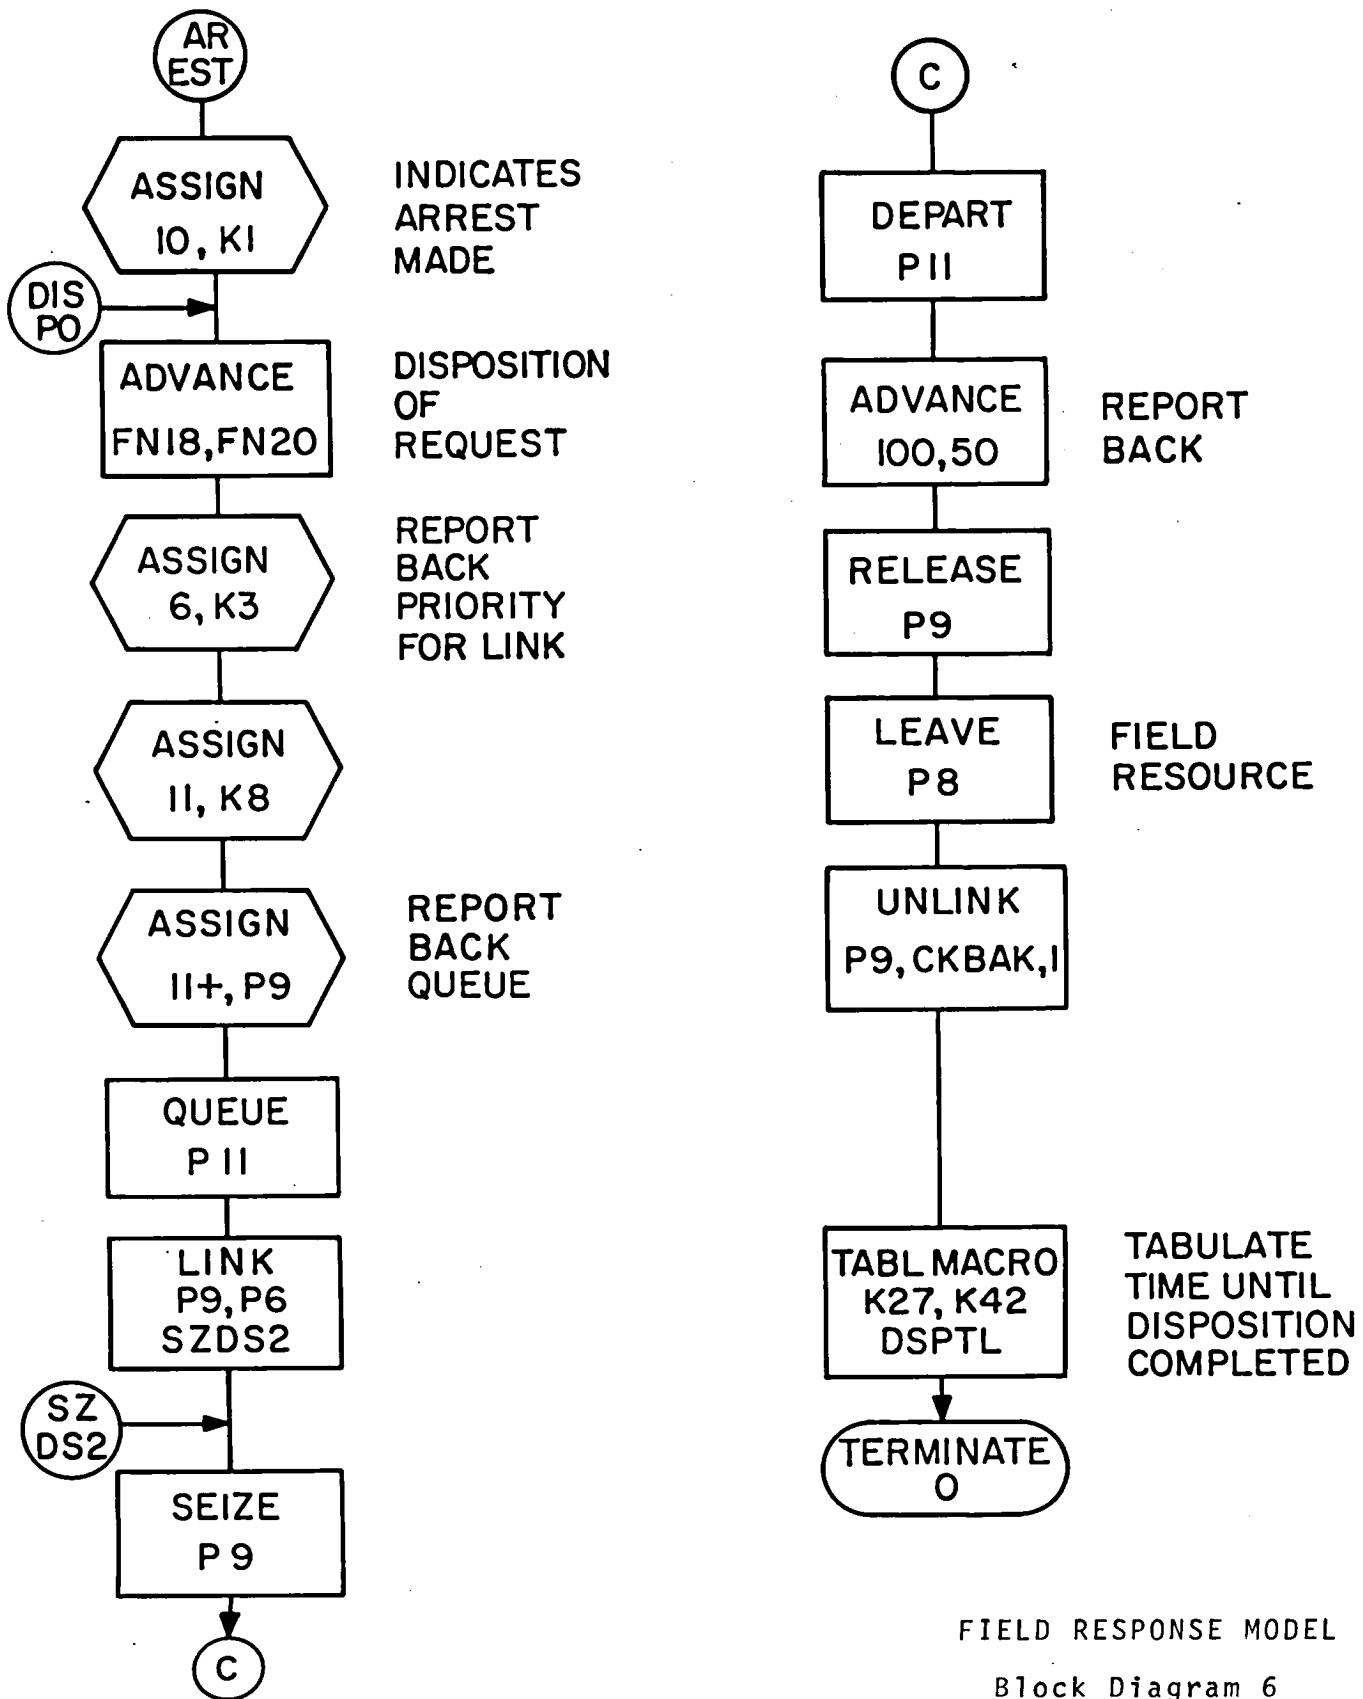 AR
EST
ASSIGN
10, K1
INDICATES
ARREST
MADE
DIS
PO
ADVANCE
FN18,FN20
DISPOSITION
OF
REQUEST
ASSIGN
6, K3
REPORT
BACK
PRIORITY
FOR LINK
ASSIGN
11, K8
ASSIGN
11+, P9
REPORT
BACK
QUEUE
QUEUE
P 11
LINK
P9, P6
SZDS2
SZ
DS2
SEIZE
P 9
C
C
DEPART
P 11
ADVANCE
100,50
REPORT
BACK
RELEASE
P9
LEAVE
P8
FIELD
RESOURCE
UNLINK
P9, CKBAK,1
TABL MACRO
K27, K42
DSPTL
TABULATE
TIME UNTIL
DISPOSITION
COMPLETED
TERMINATE
0
FIELD RESPONSE MODEL
Block Diagram 6